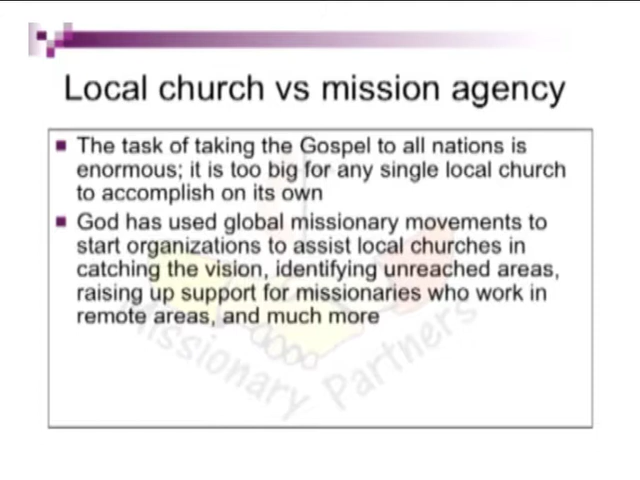 Local church vs mission agency
The task of taking the Gospel to all nations is
enormous; it is too big for any single local church
to accomplish on its own
God has used global missionary movements to
start organizations to assist local churches in
catching the vision, identifying unreached areas,
raising up support for missionaries who work in
remote areas, and much more
Missionary Partners